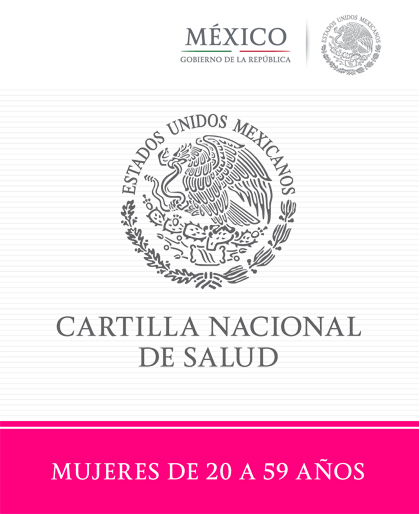 MÉXICO
GOBIERNO DE LA REPÚBLICA
ESTADOS UNIDOS MEXICANOS
ESTADOS UNIDOS MEXICANOS
CARTILLA NACIONAL
DE SALUD
MUJERES DE 20 A 59 AÑOS